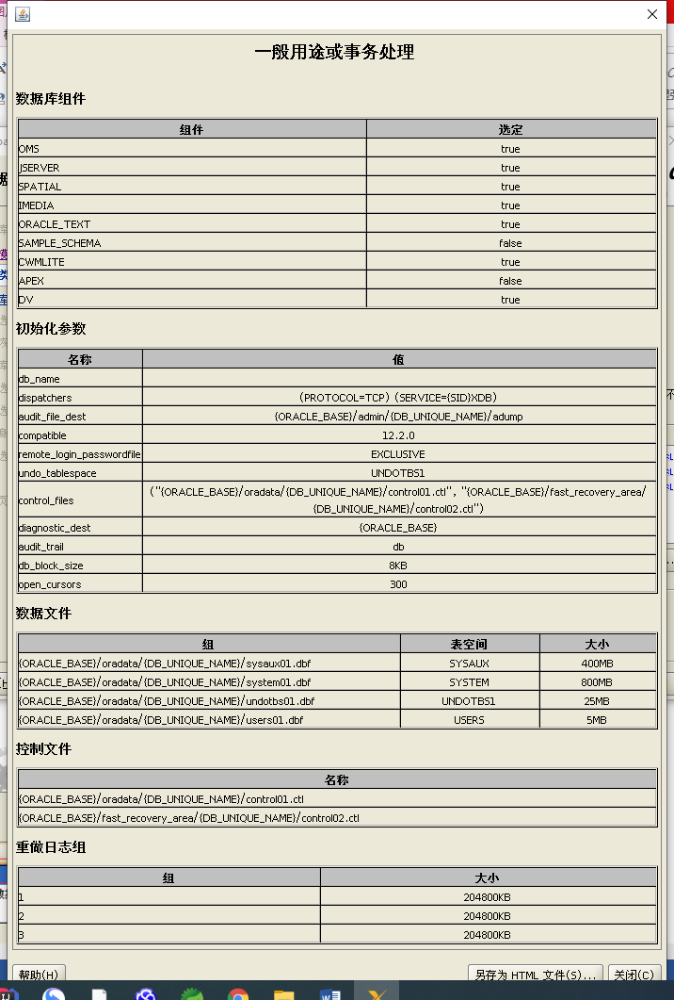 一般用途或事务处理
数据库组件
组件 选定
OMS true
JSERVER true
SPATIAL true
IMEDIA true
ORACLE_TEXT true
SAMPLE_SCHEMA false
CWMLITE true
APEX false
DV true
初始化参数
名称 值
db_name
dispatchers (PROTOCOL=TCP) (SERVICE={SID}XDB)
audit_file_dest {ORACLE_BASE}/admin/{DB_UNIQUE_NAME}/adump
compatible 12.2.0
remote_login_passwordfile EXCLUSIVE
undo_tablespace UNDOTBS1
control_files ("{ORACLE_BASE}/oradata/{DB_UNIQUE_NAME}/control01.ctl", "{ORACLE_BASE}/fast_recovery_area/
{DB_UNIQUE_NAME}/control02.ctl")
diagnostic_dest {ORACLE_BASE}
audit_trail db
db_block_size 8KB
open_cursors 300
数据文件
组 表空间 大小
{ORACLE_BASE}/oradata/{DB_UNIQUE_NAME}/sysaux01.dbf SYSAUX 400MB
{ORACLE_BASE}/oradata/{DB_UNIQUE_NAME}/system01.dbf SYSTEM 800MB
{ORACLE_BASE}/oradata/{DB_UNIQUE_NAME}/undotbs01.dbf UNDOTBS1 25MB
{ORACLE_BASE}/oradata/{DB_UNIQUE_NAME}/users01.dbf USERS 5MB
控制文件
名称
{ORACLE_BASE}/oradata/{DB_UNIQUE_NAME}/control01.ctl
{ORACLE_BASE}/fast_recovery_area/{DB_UNIQUE_NAME}/control02.ctl
重做日志组
组 大小
1 204800KB
2 204800KB
3 204800KB
帮助(H) 另存为 HTML 文件(S)... 关闭(C)